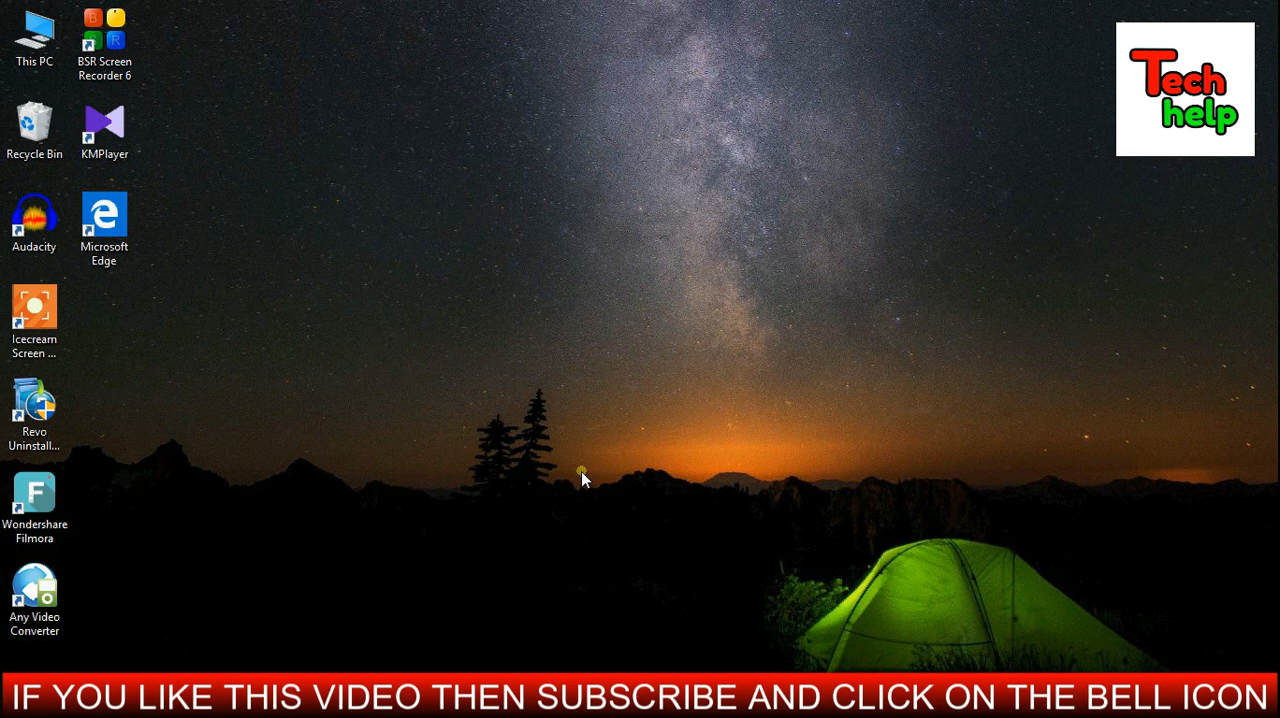 This PC
BSR Screen
Recorder 6
Recycle Bin
KMPlayer
Audacity
Microsoft
Edge
Icecream
Screen ...
Revo
Uninstall...
Wondershare
Filmora
Any Video
Converter
Tech
help
IF YOU LIKE THIS VIDEO THEN SUBSCRIBE AND CLICK ON THE BELL ICON